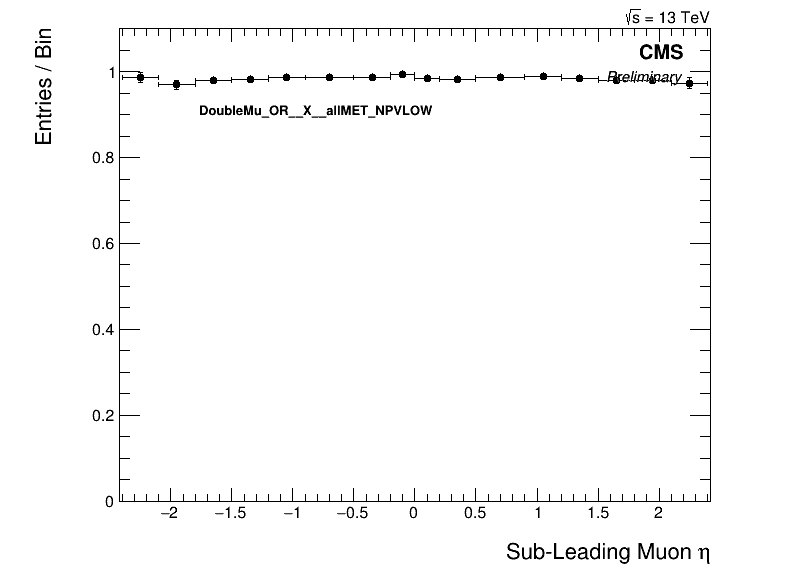 √s = 13 TeV
CMS
Preliminary
DoubleMu_OR__X__allMET_NPVLOW
Entries / Bin
1
0.8
0.6
0.4
0.2
0
−2 −1.5 −1 −0.5 0 0.5 1 1.5 2
Sub-Leading Muon η